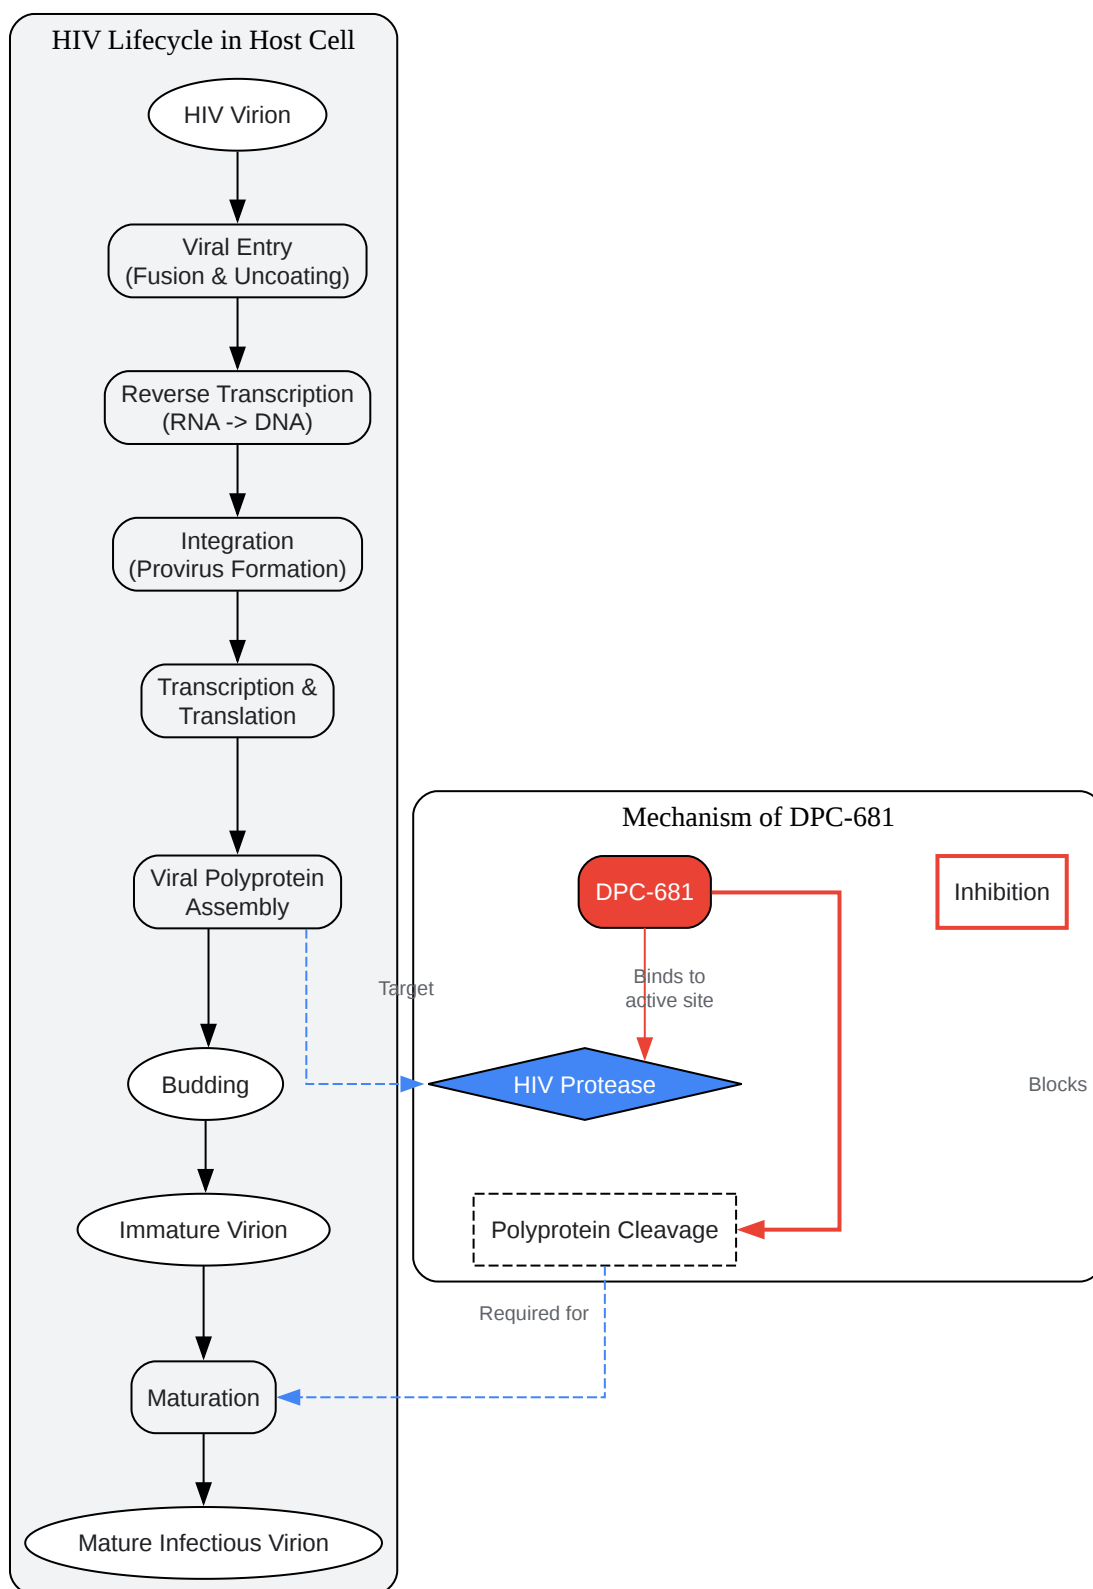 HIV Lifecycle in Host Cell
HIV Virion
Viral Entry
(Fusion & Uncoating)
Reverse Transcription
(RNA -> DNA)
Integration
(Provirus Formation)
Transcription &
Translation
Viral Polyprotein
Assembly
Budding
Immature Virion
Maturation
Mature Infectious Virion
Target
Mechanism of DPC-681
DPC-681
Inhibition
Binds to
active site
HIV Protease
Blocks
Polyprotein Cleavage
Required for